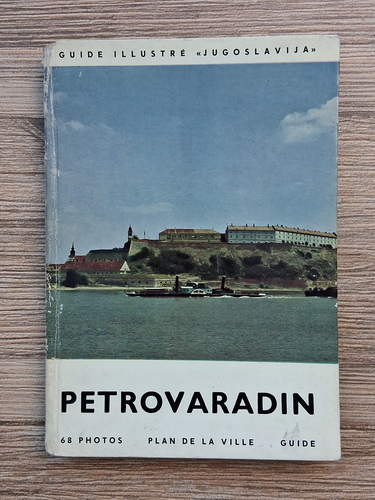 GUIDE ILLUSTRÉ «JUGOSLAVIJA»
PETROVARADIN
68 PHOTOS PLAN DE LA VILLE GUIDE